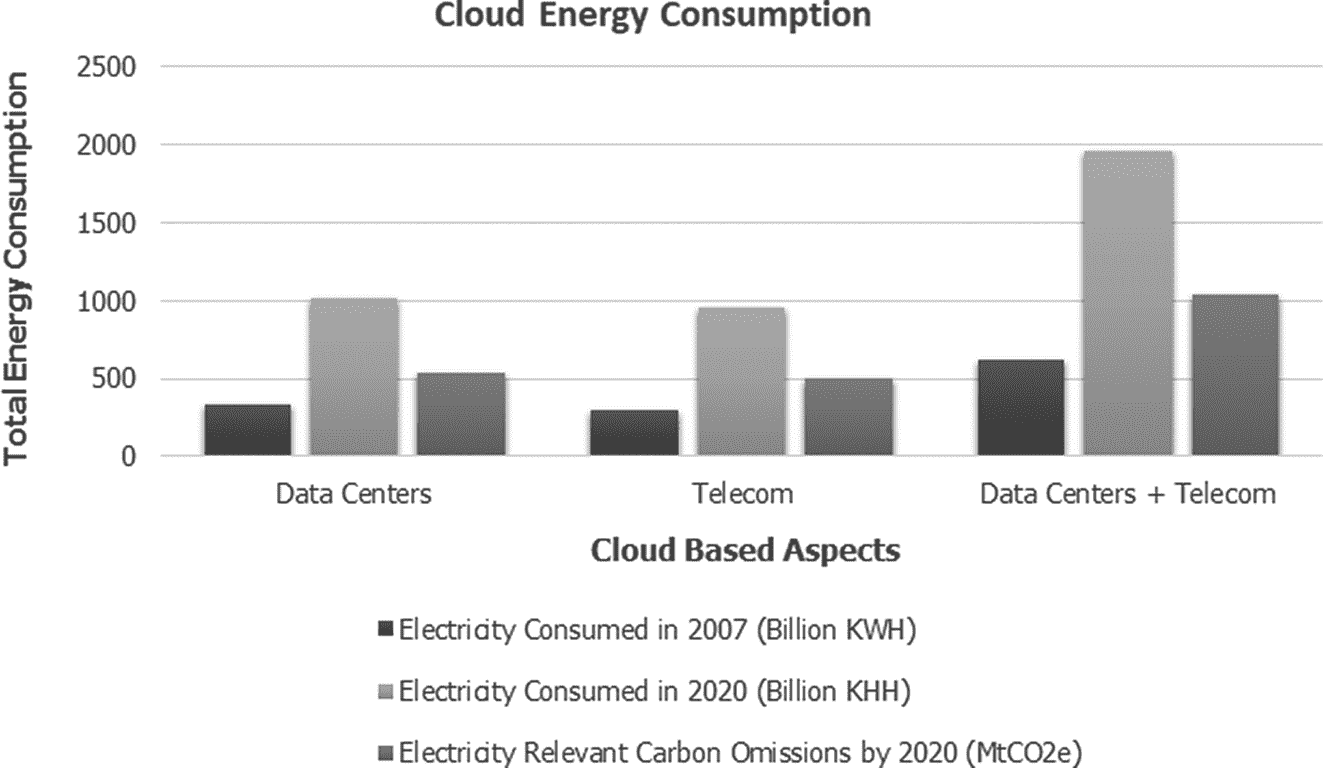 Cloud Energy Consumption
Total Energy Consumption
2500
2000
1500
1000
500
0
Data Centers
Telecom
Data Centers + Telecom
Cloud Based Aspects
Electricity Consumed in 2007 (Billion KWH)
Electricity Consumed in 2020 (Billion KHH)
Electricity Relevant Carbon Omissions by 2020 (MtCO2e)